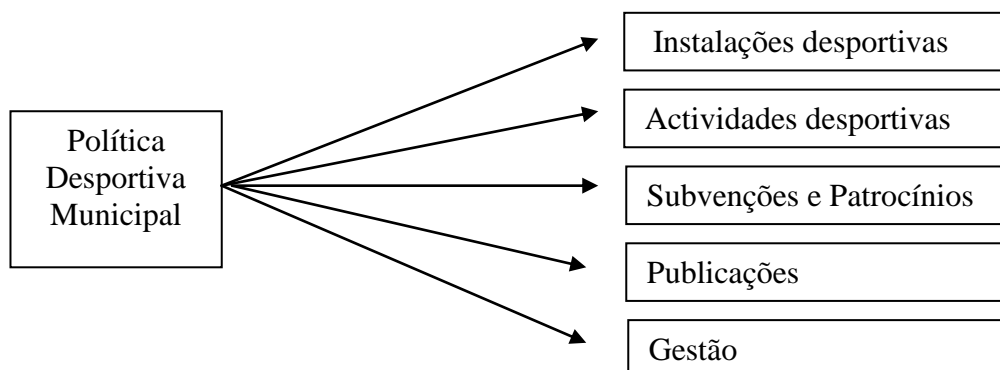 Política
Desportiva
Municipal
Instalações desportivas
Actividades desportivas
Subvenções e Patrocínios
Publicações
Gestão